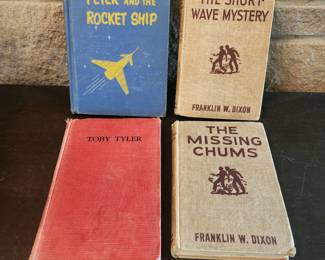 PETER AND THE
ROCKET SHIP
THE SHORT-
WAVE MYSTERY
FRANKLIN W. DIXON
TOBY TYLER
THE
MISSING
CHUMS
FRANKLIN W. DIXON